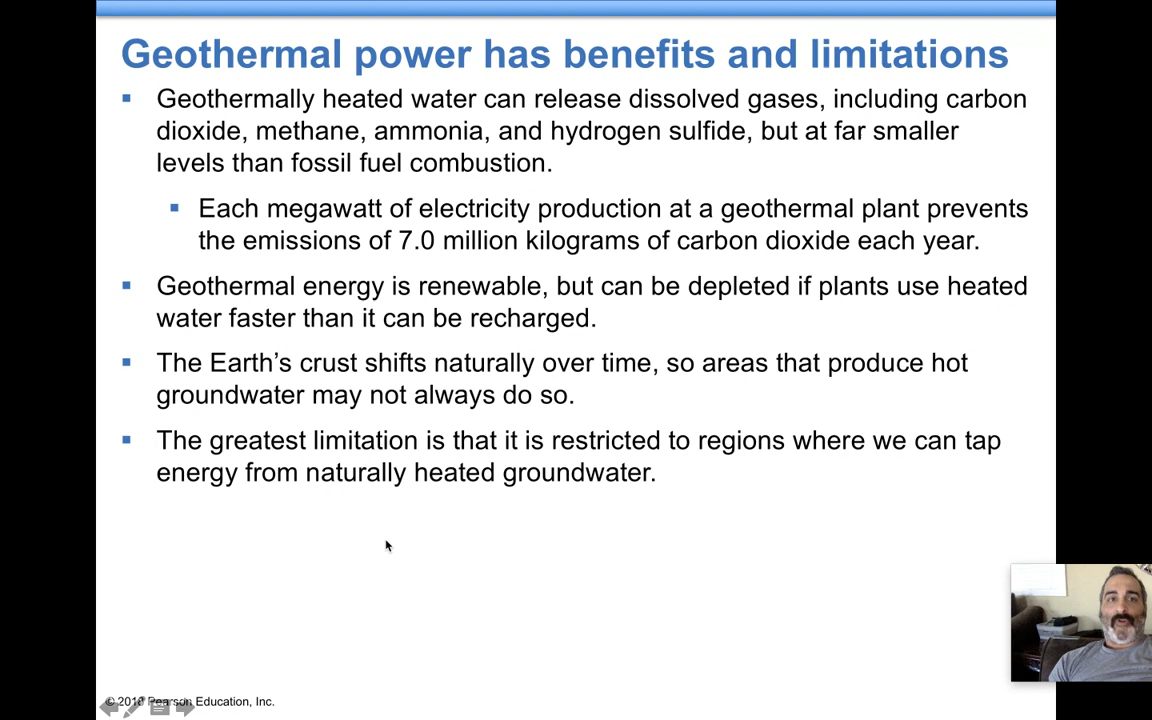 Geothermal power has benefits and limitations
▪ Geothermally heated water can release dissolved gases, including carbon
dioxide, methane, ammonia, and hydrogen sulfide, but at far smaller
levels than fossil fuel combustion.
▪ Each megawatt of electricity production at a geothermal plant prevents
the emissions of 7.0 million kilograms of carbon dioxide each year.
▪ Geothermal energy is renewable, but can be depleted if plants use heated
water faster than it can be recharged.
▪ The Earth’s crust shifts naturally over time, so areas that produce hot
groundwater may not always do so.
▪ The greatest limitation is that it is restricted to regions where we can tap
energy from naturally heated groundwater.
© 2018 Pearson Education, Inc.